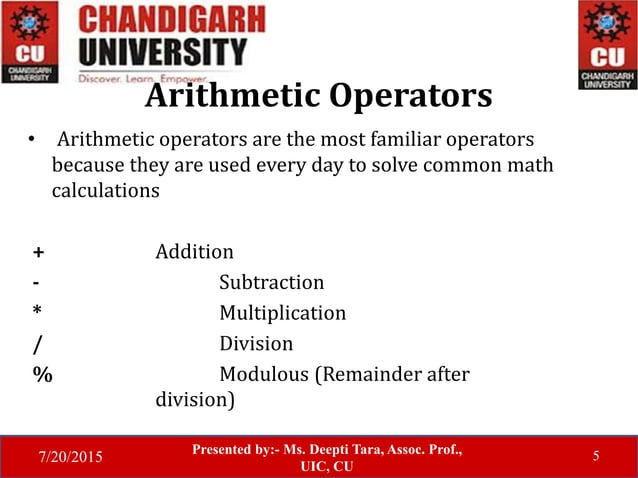 CHANDIGARH
UNIVERSITY
Discover. Learn. Empower.
CU
CHANDIGARH
UNIVERSITY
CU
CHANDIGARH
UNIVERSITY
Arithmetic Operators
• Arithmetic operators are the most familiar operators
because they are used every day to solve common math
calculations
+ Addition
- Subtraction
* Multiplication
/ Division
% Modulous (Remainder after
division)
7/20/2015
Presented by:- Ms. Deepti Tara, Assoc. Prof.,
UIC, CU
5